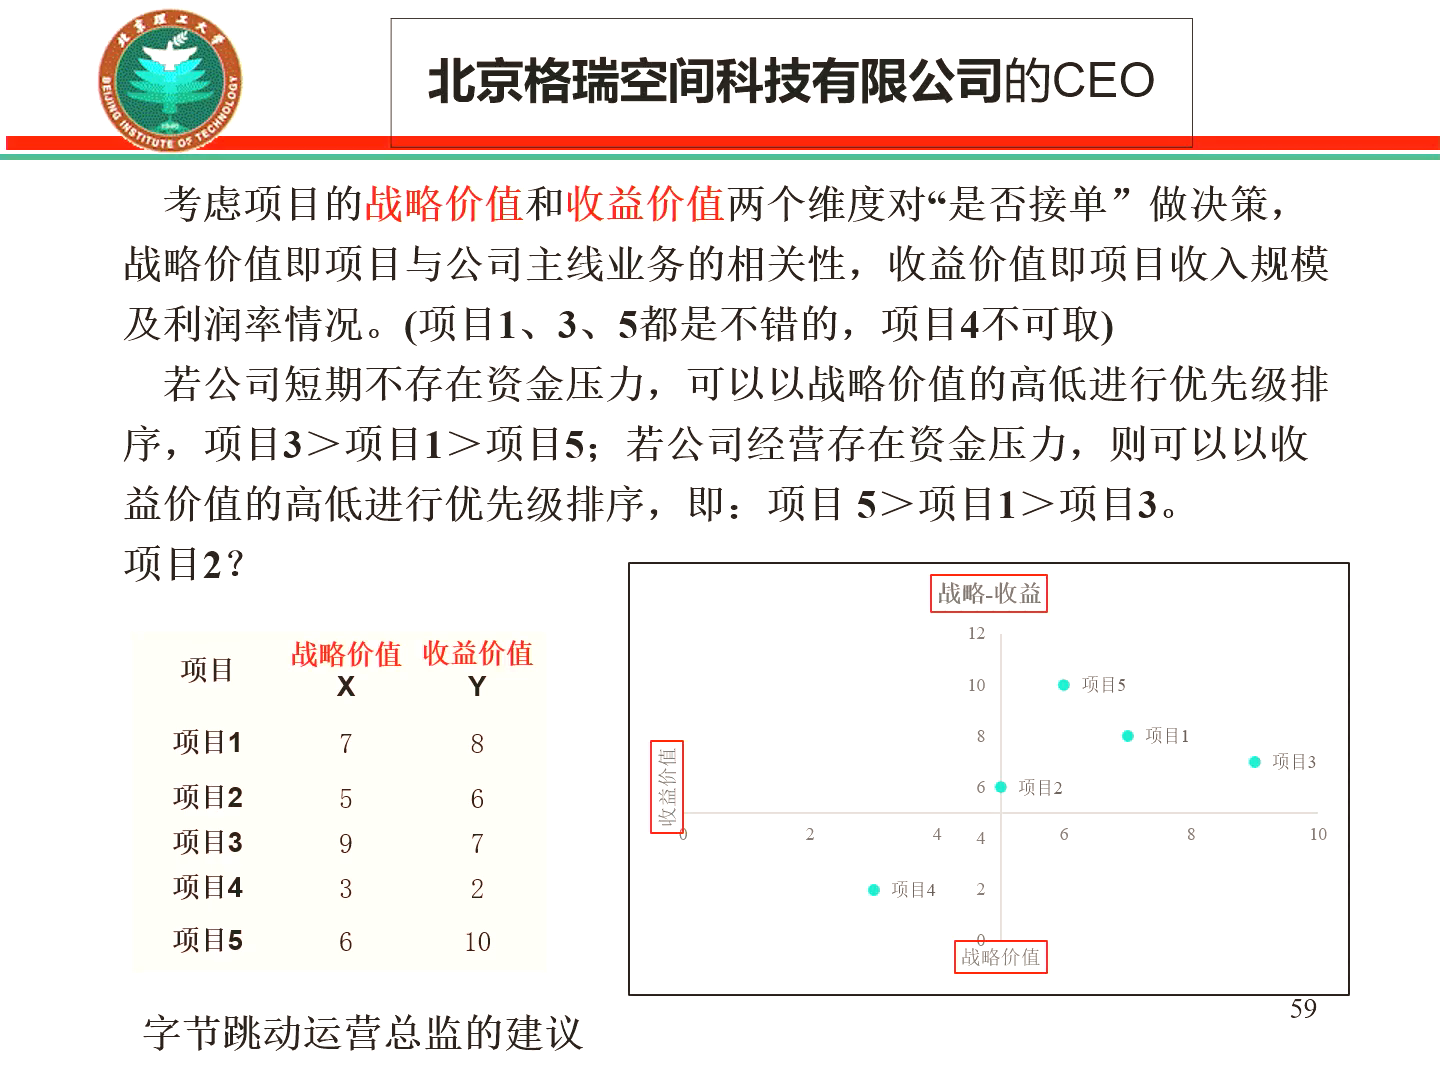 北京理工大学
BEIJING INSTITUTE OF TECHNOLOGY
1940
北京格瑞空间科技有限公司的CEO
考虑项目的战略价值和收益价值两个维度对“是否接单”做决策，
战略价值即项目与公司主线业务的相关性，收益价值即项目收入规模
及利润率情况。(项目1、3、5都是不错的，项目4不可取)
若公司短期不存在资金压力，可以以战略价值的高低进行优先级排
序，项目3＞项目1＞项目5；若公司经营存在资金压力，则可以以收
益价值的高低进行优先级排序，即：项目 5＞项目1＞项目3。
项目2？
项目 战略价值 收益价值
X Y
项目1 7 8
项目2 5 6
项目3 9 7
项目4 3 2
项目5 6 10
战略-收益
12
10 项目5
8 项目1
项目3
6 项目2
收益价值
0 2 4 4 6 8 10
项目4 2
0
战略价值
59
字节跳动运营总监的建议